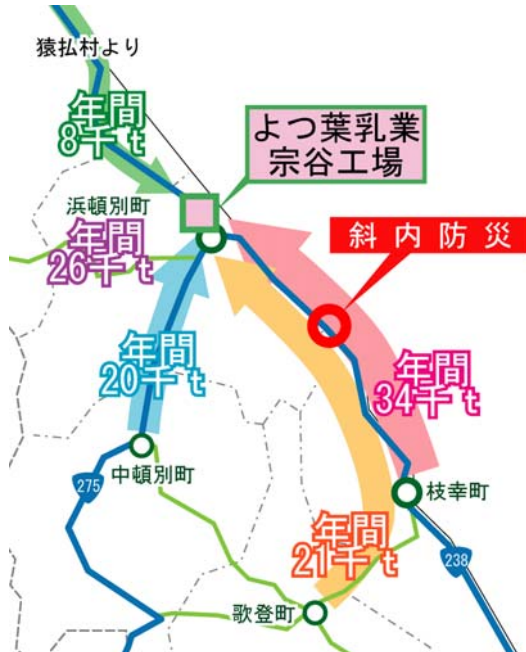 猿払村より
年間
8千t
よつ葉乳業
宗谷工場
浜頓別町
年間
26千t
斜内防災
年間
20千t
年間
34千t
中頓別町
275
枝幸町
年間
21千t
238
歌登町